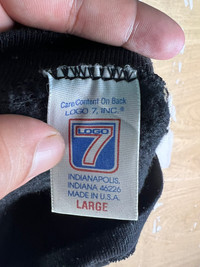 Care/Content On Back
LOGO 7, INC.®
LOGO
7
INDIANAPOLIS,
INDIANA 46226
MADE IN U.S.A.
LARGE